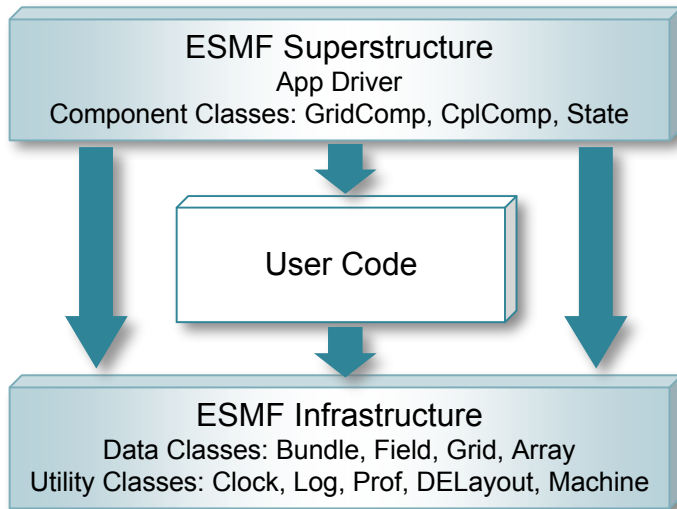 ESMF Superstructure
App Driver
Component Classes: GridComp, CplComp, State
User Code
ESMF Infrastructure
Data Classes: Bundle, Field, Grid, Array
Utility Classes: Clock, Log, Prof, DELayout, Machine